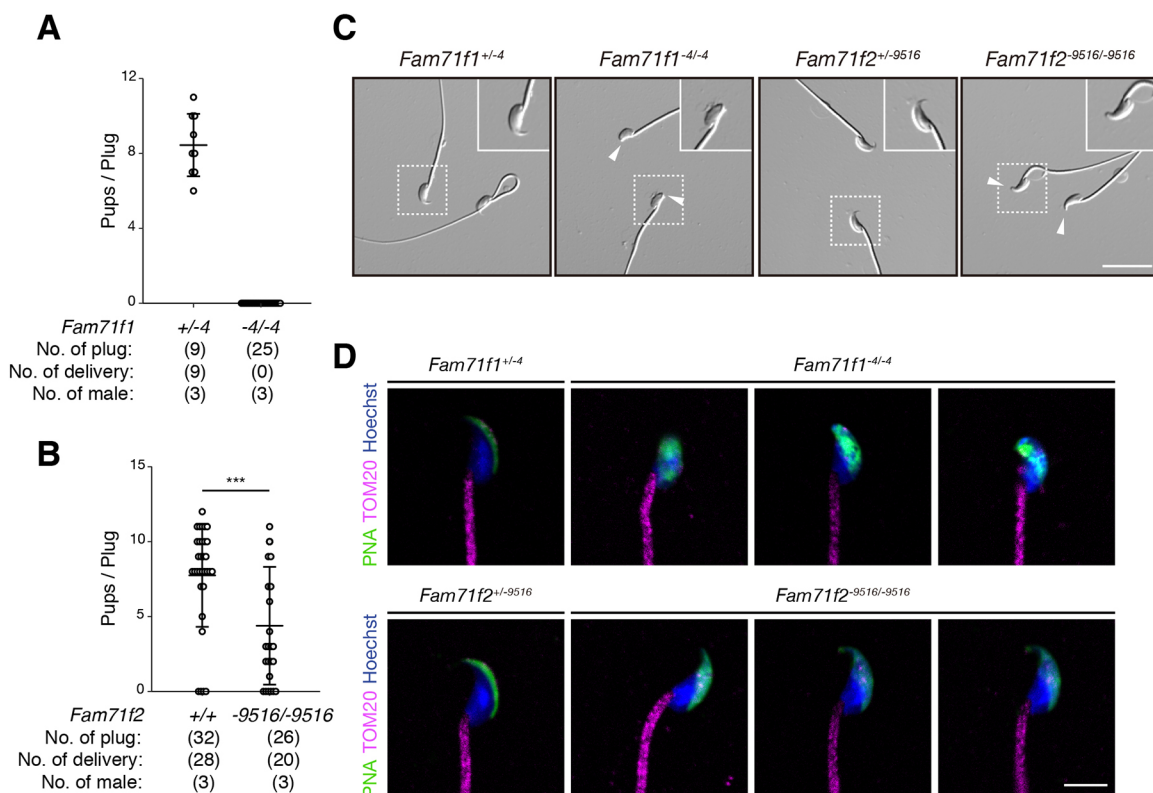 A
12
8
4
0
Pups / Plug
Fam71f1 +/-4 -4/-4
No. of plug: (9) (25)
No. of delivery: (9) (0)
No. of male: (3) (3)
B
15
10
5
0
Pups / Plug
***
Fam71f2 +/+ -9516/-9516
No. of plug: (32) (26)
No. of delivery: (28) (20)
No. of male: (3) (3)
C
Fam71f1+/-4 Fam71f1-4/-4 Fam71f2+/-9516 Fam71f2-9516/-9516
D
Fam71f1+/-4 Fam71f1-4/-4
PNA TOM20 Hoechst
Fam71f2+/-9516 Fam71f2-9516/-9516
PNA TOM20 Hoechst